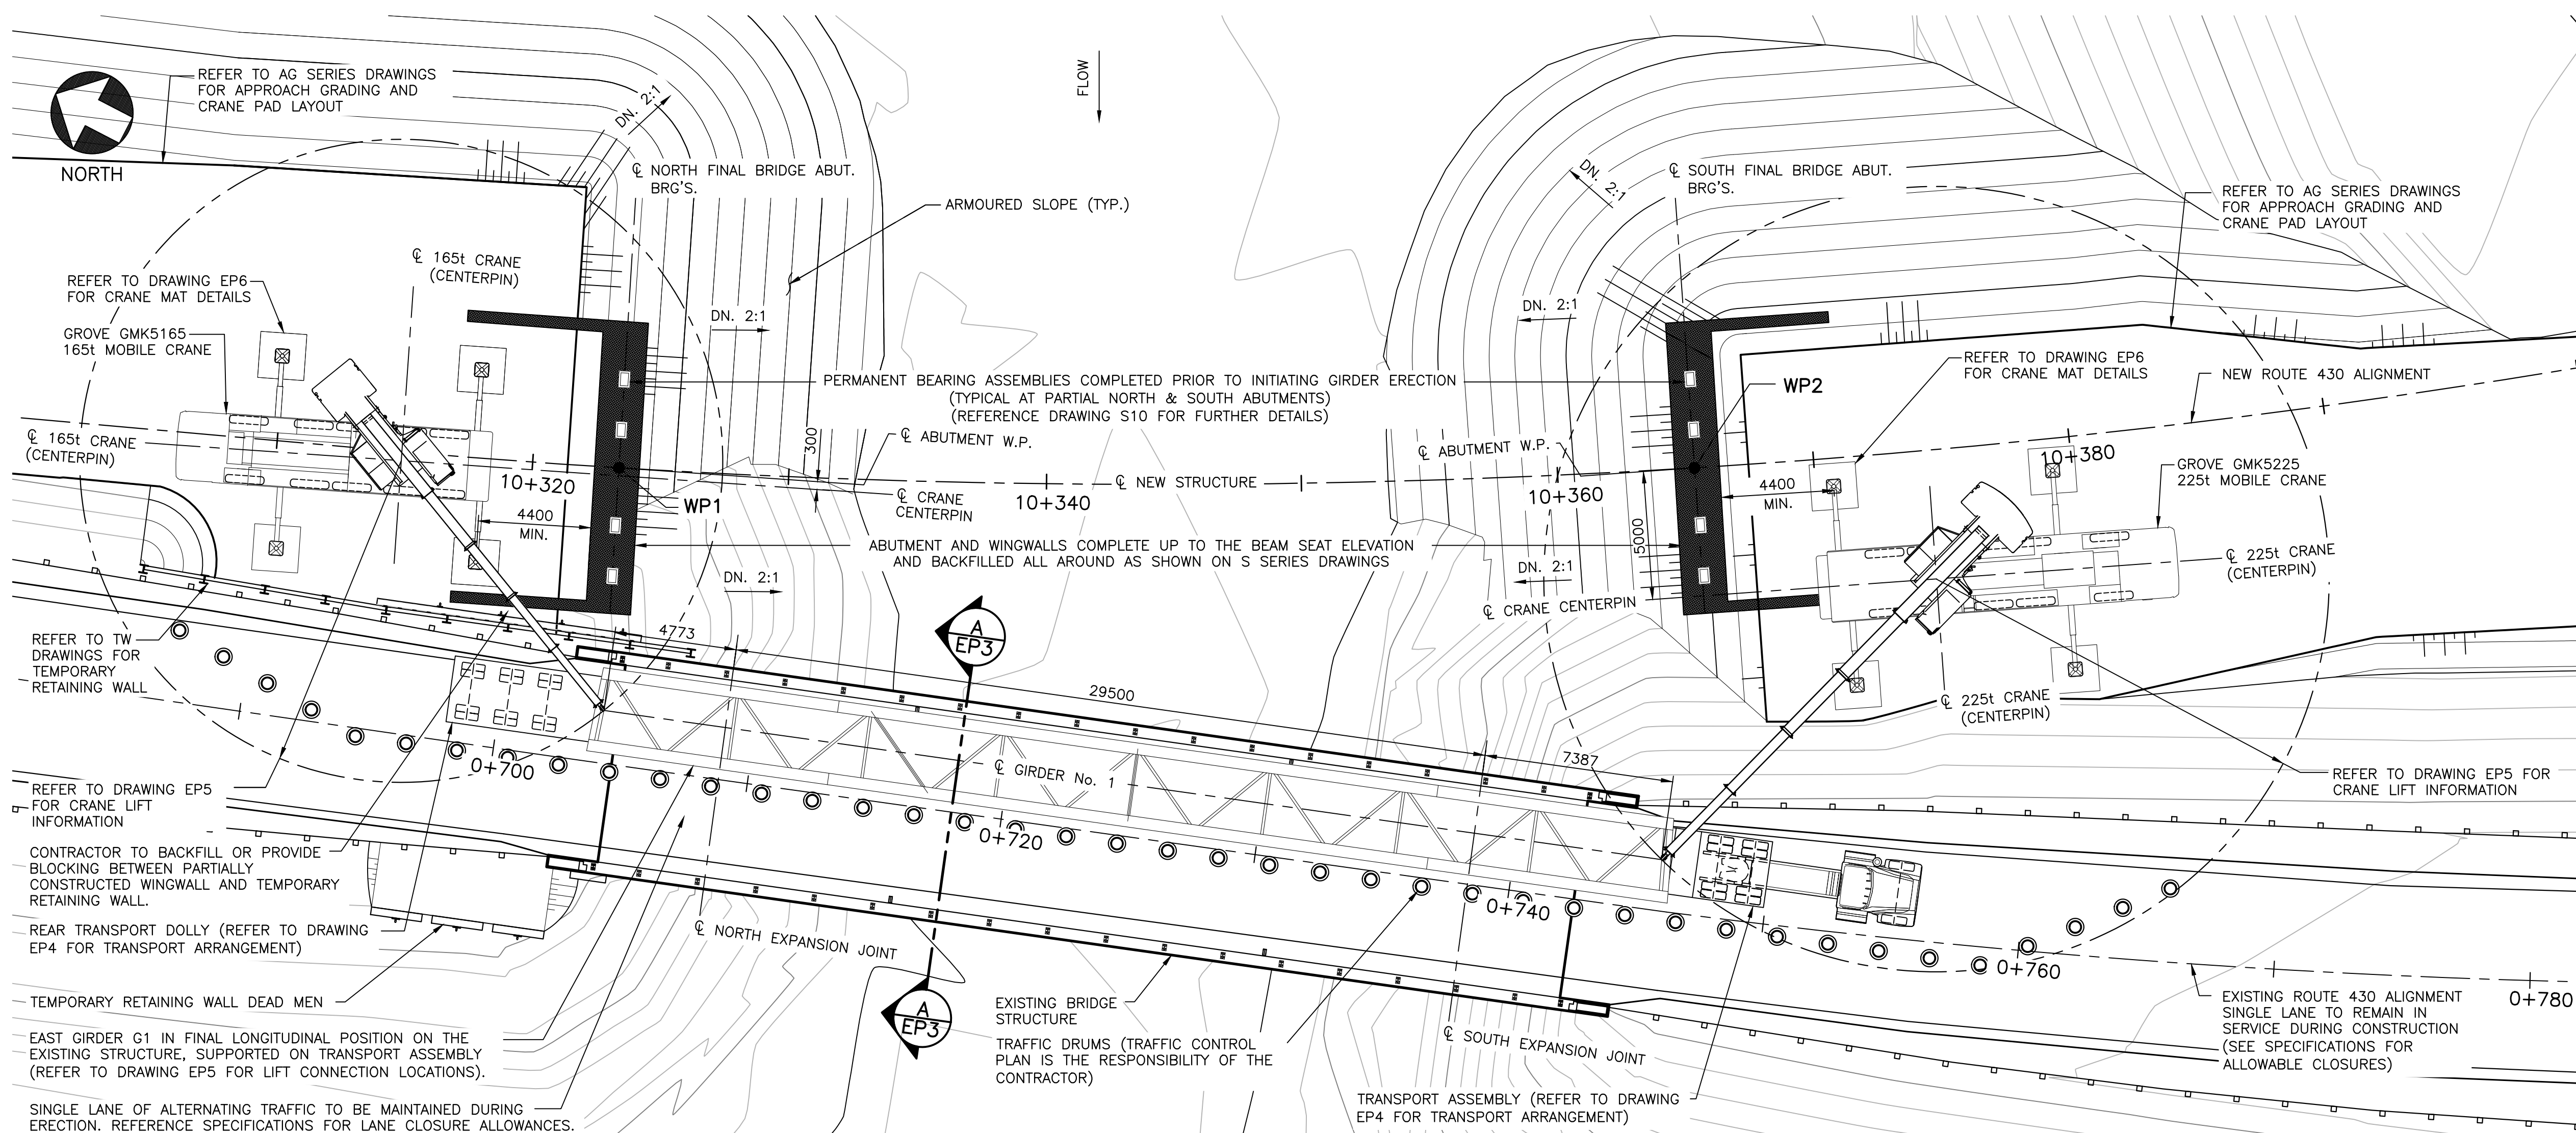 REFER TO AG SERIES DRAWINGS
FOR APPROACH GRADING AND
CRANE PAD LAYOUT
NORTH
DN. 2:1
FLOW
℄ NORTH FINAL BRIDGE ABUT.
BRG'S.
ARMOURED SLOPE (TYP.)
DN. 2:1
℄ SOUTH FINAL BRIDGE ABUT.
BRG'S.
REFER TO AG SERIES DRAWINGS
FOR APPROACH GRADING AND
CRANE PAD LAYOUT
℄ 165t CRANE
(CENTERPIN)
REFER TO DRAWING EP6
FOR CRANE MAT DETAILS
GROVE GMK5165
165t MOBILE CRANE
DN. 2:1
DN. 2:1
REFER TO DRAWING EP6
FOR CRANE MAT DETAILS
NEW ROUTE 430 ALIGNMENT
PERMANENT BEARING ASSEMBLIES COMPLETED PRIOR TO INITIATING GIRDER ERECTION
(TYPICAL AT PARTIAL NORTH & SOUTH ABUTMENTS)
(REFERENCE DRAWING S10 FOR FURTHER DETAILS)
WP2
℄ 165t CRANE
(CENTERPIN)
300
℄ ABUTMENT W.P.
℄ ABUTMENT W.P.
10+380
GROVE GMK5225
225t MOBILE CRANE
10+320
℄ NEW STRUCTURE
10+340
10+360
℄ CRANE
CENTERPIN
WP1
4400
MIN.
4400
MIN.
5000
ABUTMENT AND WINGWALLS COMPLETE UP TO THE BEAM SEAT ELEVATION
AND BACKFILLED ALL AROUND AS SHOWN ON S SERIES DRAWINGS
℄ 225t CRANE
(CENTERPIN)
DN. 2:1
DN. 2:1
℄ CRANE CENTERPIN
A
EP3
4773
REFER TO TW
DRAWINGS FOR
TEMPORARY
RETAINING WALL
29500
℄ 225t CRANE
(CENTERPIN)
7387
0+700
℄ GIRDER No. 1
REFER TO DRAWING EP5 FOR
CRANE LIFT INFORMATION
REFER TO DRAWING EP5
FOR CRANE LIFT
INFORMATION
0+720
CONTRACTOR TO BACKFILL OR PROVIDE
BLOCKING BETWEEN PARTIALLY
CONSTRUCTED WINGWALL AND TEMPORARY
RETAINING WALL.
0+740
REAR TRANSPORT DOLLY (REFER TO DRAWING
EP4 FOR TRANSPORT ARRANGEMENT)
℄ NORTH EXPANSION JOINT
0+760
TEMPORARY RETAINING WALL DEAD MEN
A
EP3
EXISTING BRIDGE
STRUCTURE
EXISTING ROUTE 430 ALIGNMENT
SINGLE LANE TO REMAIN IN
SERVICE DURING CONSTRUCTION
(SEE SPECIFICATIONS FOR
ALLOWABLE CLOSURES)
0+780
EAST GIRDER G1 IN FINAL LONGITUDINAL POSITION ON THE
EXISTING STRUCTURE, SUPPORTED ON TRANSPORT ASSEMBLY
(REFER TO DRAWING EP5 FOR LIFT CONNECTION LOCATIONS).
TRAFFIC DRUMS (TRAFFIC CONTROL
PLAN IS THE RESPONSIBILITY OF THE
CONTRACTOR)
℄ SOUTH EXPANSION JOINT
TRANSPORT ASSEMBLY (REFER TO DRAWING
EP4 FOR TRANSPORT ARRANGEMENT)
SINGLE LANE OF ALTERNATING TRAFFIC TO BE MAINTAINED DURING
ERECTION. REFERENCE SPECIFICATIONS FOR LANE CLOSURE ALLOWANCES.